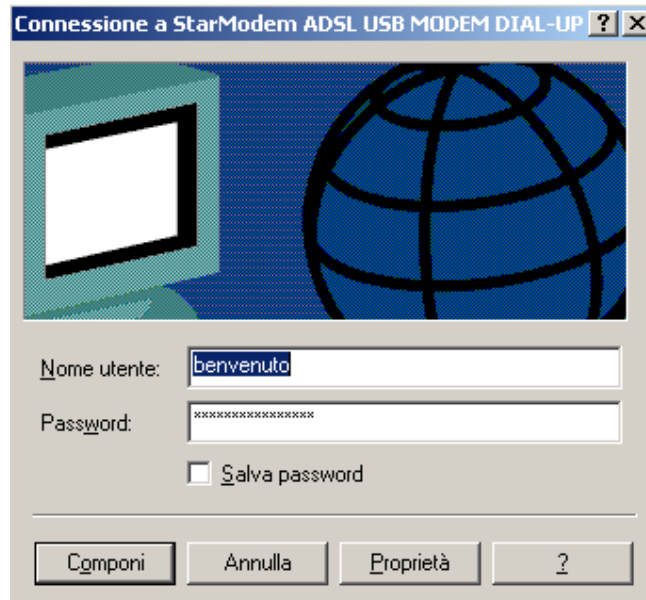 Connessione a StarModem ADSL USB MODEM DIAL-UP ? X
Nome utente: benvenuto
Password: ****************
Salva password
Componi Annulla Proprietà ?